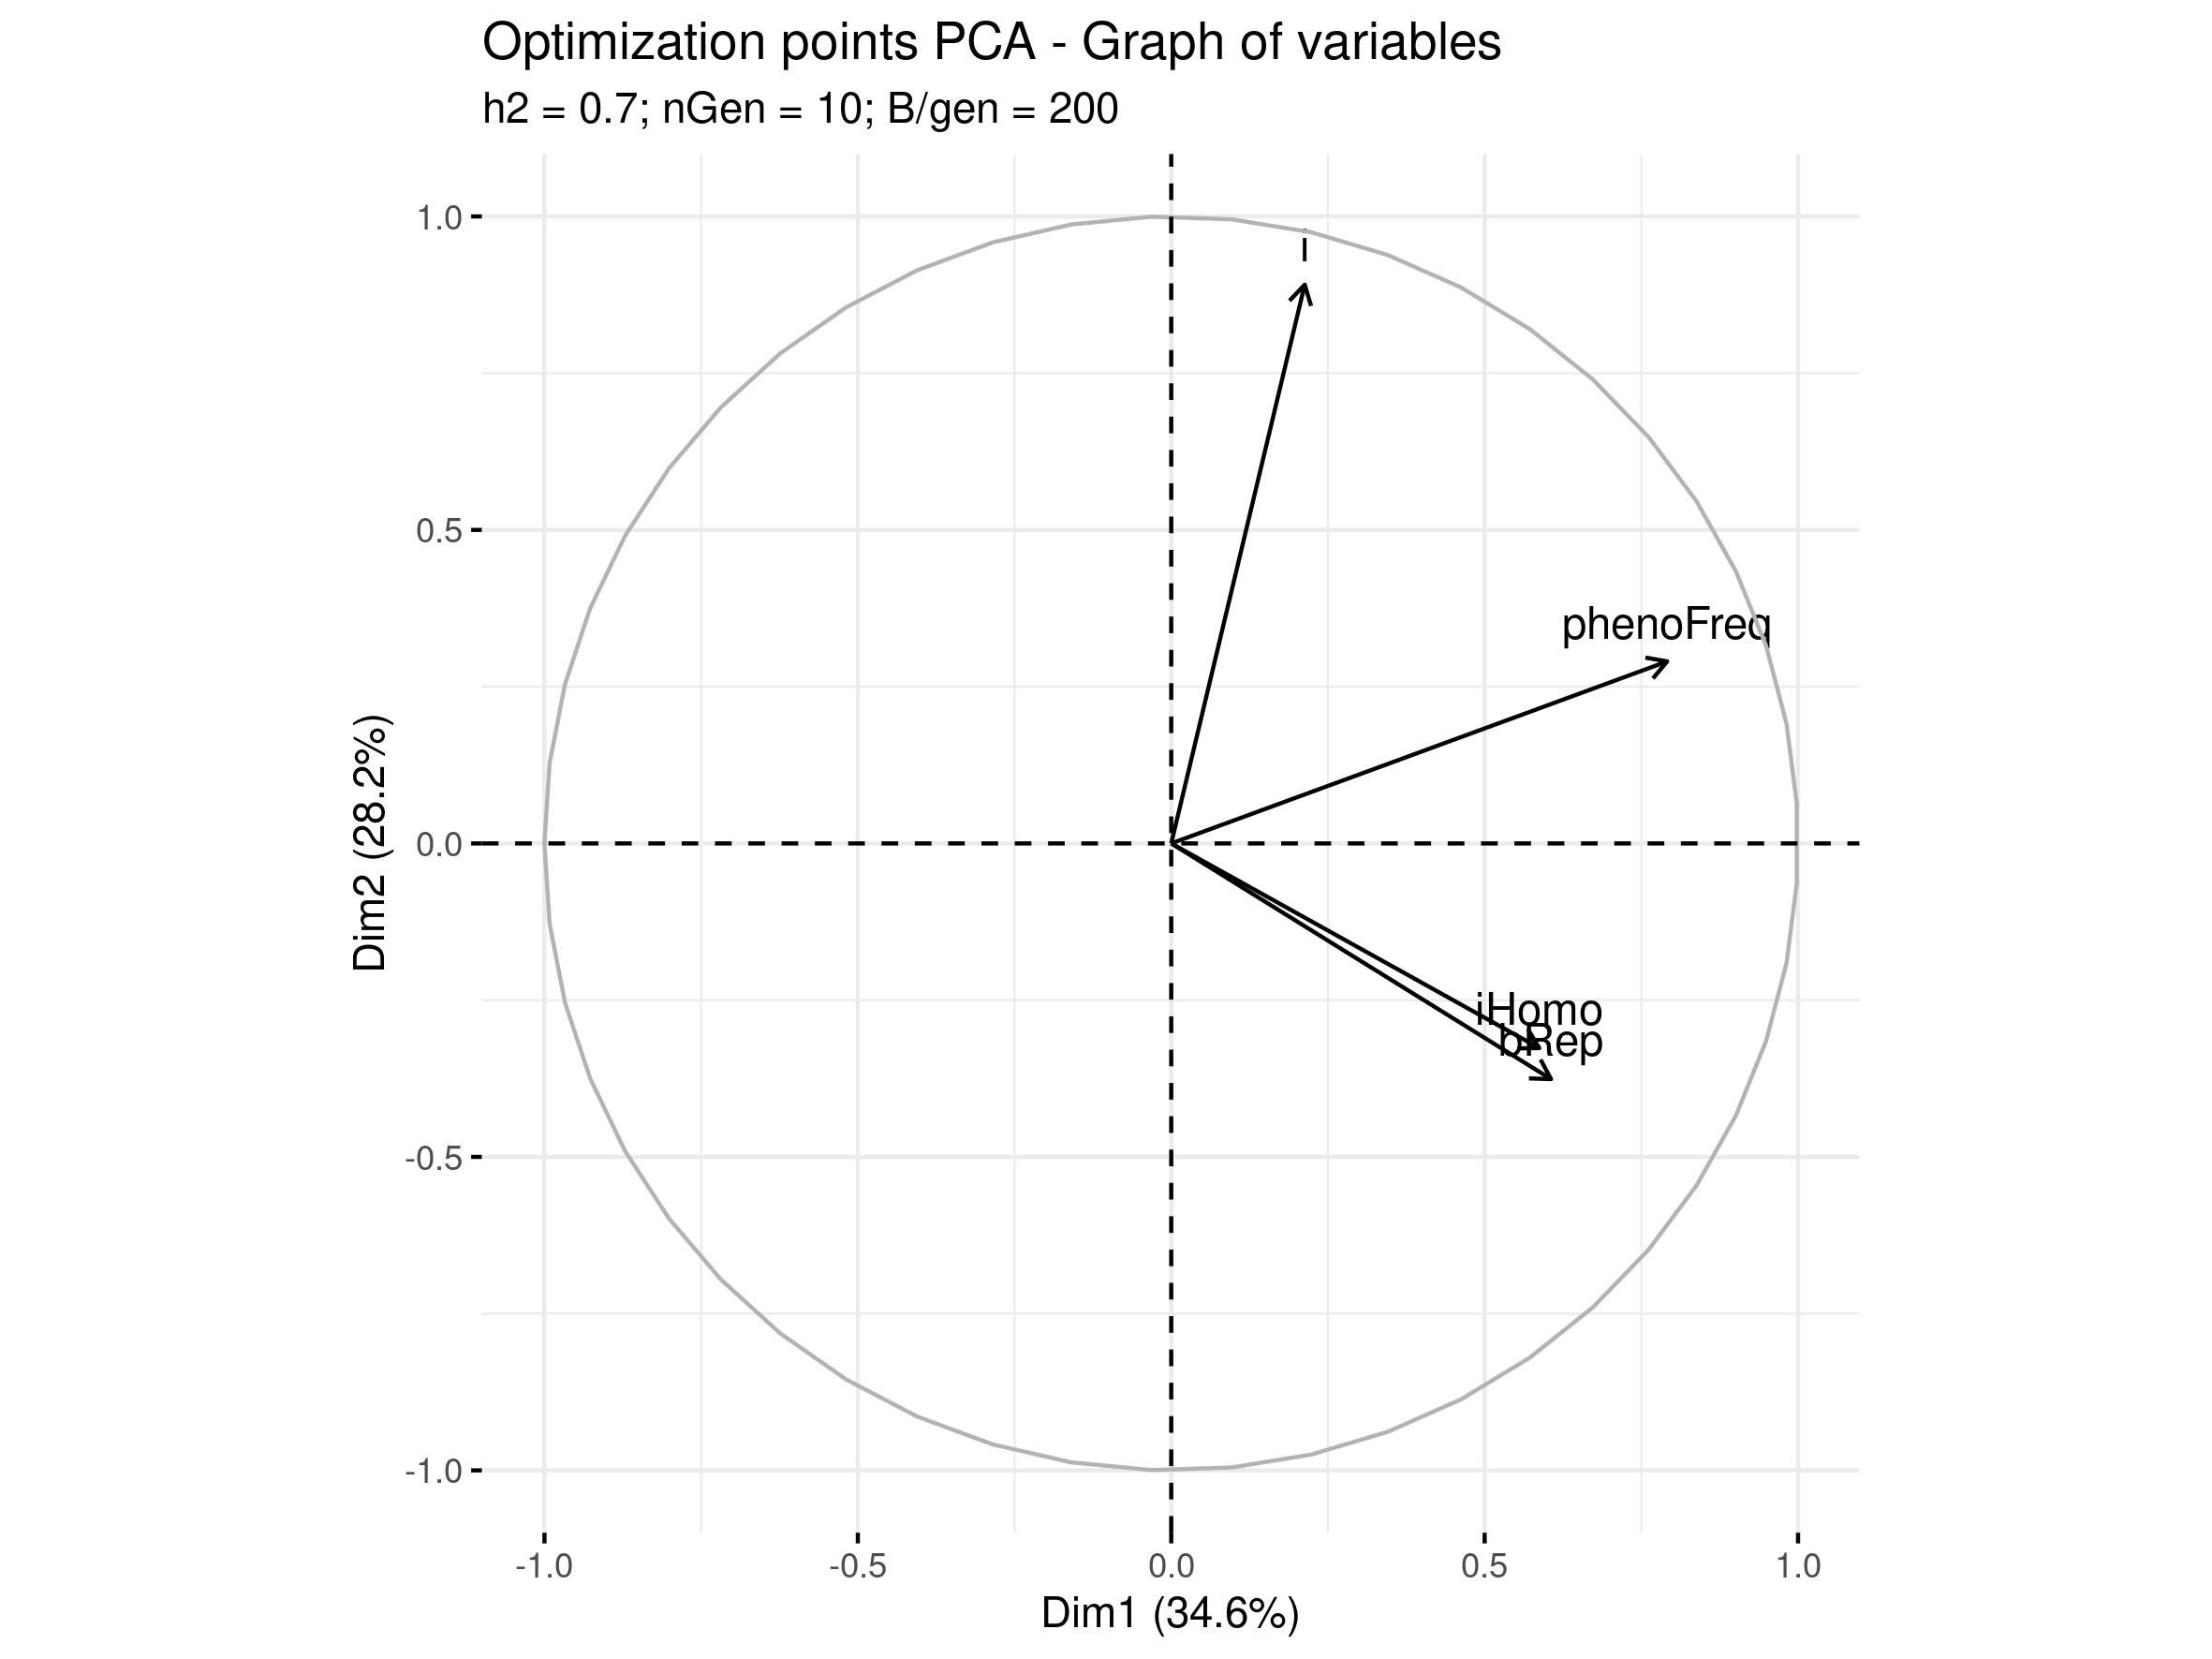 Optimization points PCA - Graph of variables
h2 = 0.7; nGen = 10; B/gen = 200
1.0
0.5
0.0
-0.5
-1.0
Dim2 (28.2%)
i
phenoFreq
iHomo
bRep
-1.0
-0.5
0.0
0.5
1.0
Dim1 (34.6%)